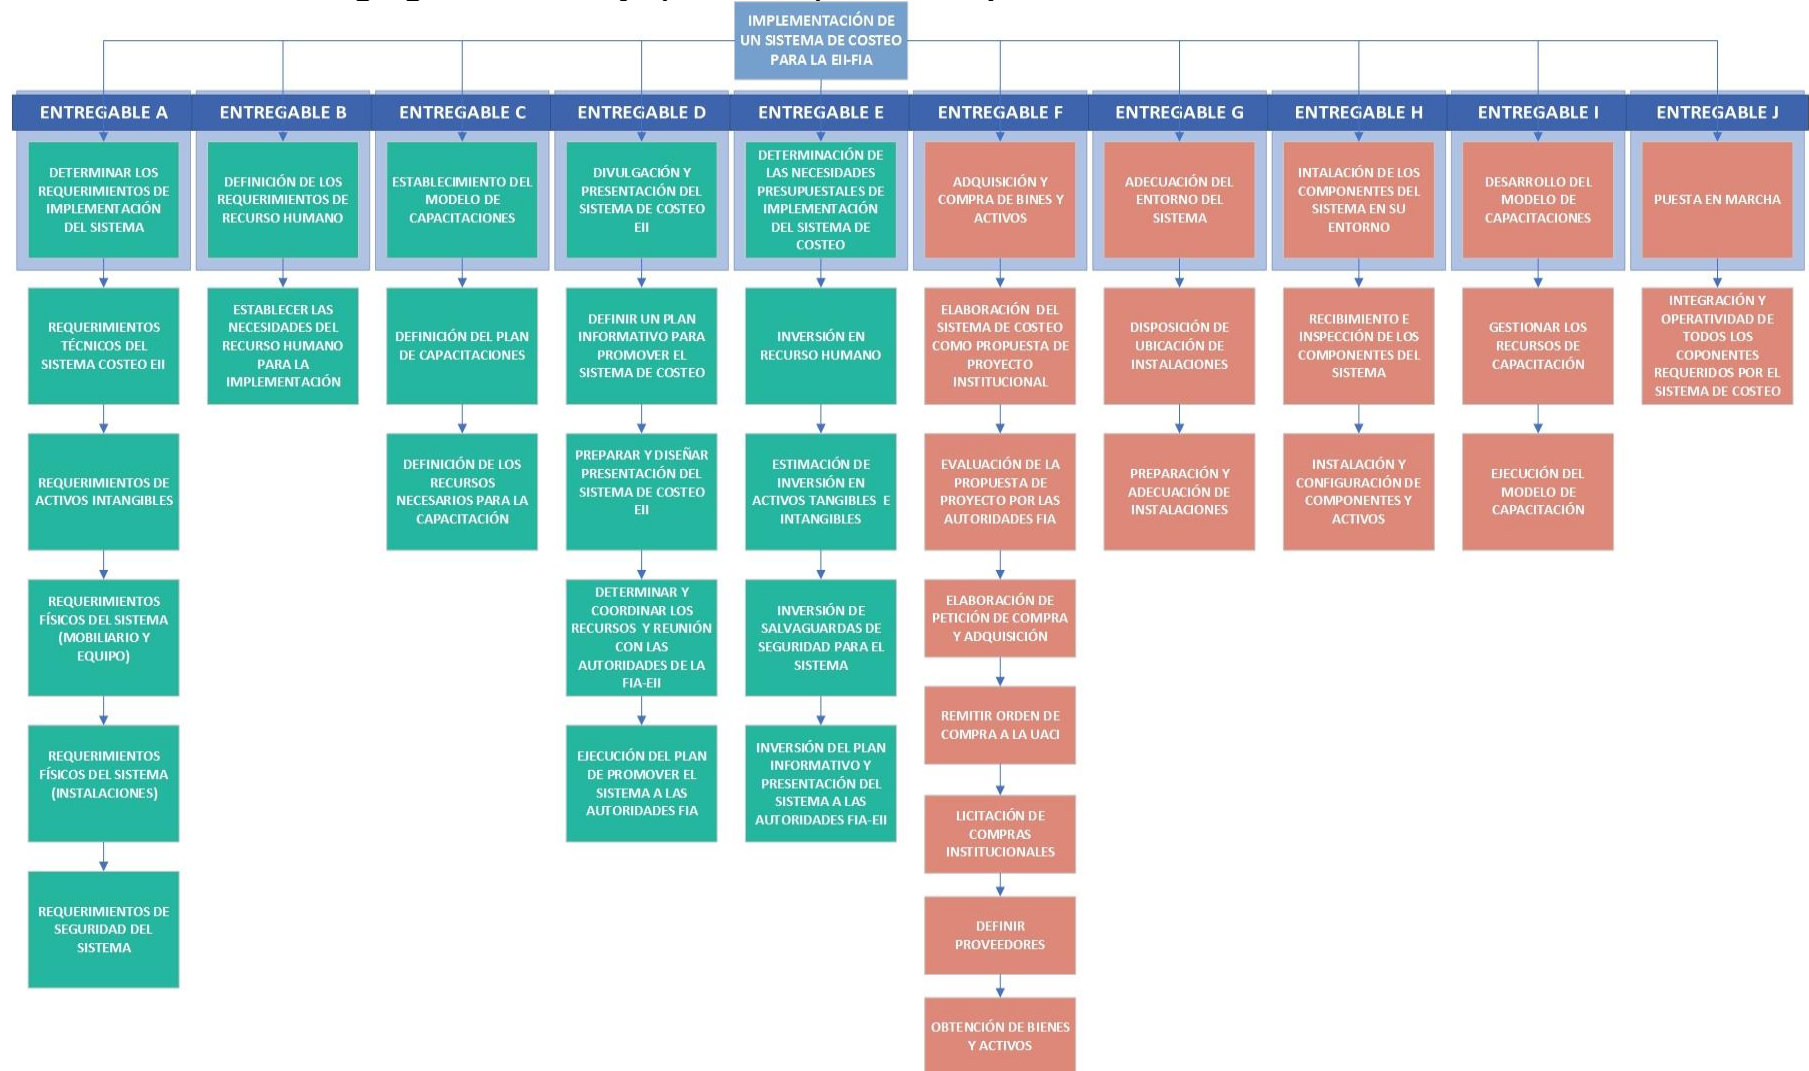 IMPLEMENTACIÓN DE
UN SISTEMA DE COSTEO
PARA LA EII-FIA
ENTREGABLE A
DETERMINAR LOS
REQUERIMIENTOS DE
IMPLEMENTACIÓN
DEL SISTEMA
REQUERIMIENTOS
TÉCNICOS DEL
SISTEMA COSTEO EII
REQUERIMIENTOS DE
ACTIVOS INTANGIBLES
REQUERIMIENTOS
FÍSICOS DEL SISTEMA
(MOBILIARIO Y
EQUIPO)
REQUERIMIENTOS
FÍSICOS DEL SISTEMA
(INSTALACIONES)
REQUERIMIENTOS DE
SEGURIDAD DEL
SISTEMA
ENTREGABLE B
DEFINICIÓN DE LOS
REQUERIMIENTOS DE
RECURSO HUMANO
ESTABLECER LAS
NECESIDADES DEL
RECURSO HUMANO
PARA LA
IMPLEMENTACIÓN
ENTREGABLE C
ESTABLECIMIENTO DEL
MODELO DE
CAPACITACIONES
DEFINICIÓN DEL PLAN
DE CAPACITACIONES
DEFINICIÓN DE LOS
RECURSOS
NECESARIOS PARA LA
CAPACITACIÓN
ENTREGABLE D
DIVULGACIÓN Y
PRESENTACIÓN DEL
SISTEMA DE COSTEO
EII
DEFINIR UN PLAN
INFORMATIVO PARA
PROMOVER EL
SISTEMA DE COSTEO
PREPARAR Y DISEÑAR
PRESENTACIÓN DEL
SISTEMA DE COSTEO
EII
DETERMINAR Y
COORDINAR LOS
RECURSOS Y REUNIÓN
CON LAS
AUTORIDADES DE LA
FIA-EII
EJECUCIÓN DEL PLAN
DE PROMOVER EL
SISTEMA A LAS
AUTORIDADES FIA
ENTREGABLE E
DETERMINACIÓN DE
LAS NECESIDADES
PRESUPUESTALES DE
IMPLEMENTACIÓN
DEL SISTEMA DE
COSTEO
INVERSIÓN EN
RECURSO HUMANO
ESTIMACIÓN DE
INVERSIÓN EN
ACTIVOS TANGIBLES E
INTANGIBLES
INVERSIÓN DE
SALVAGUARDAS DE
SEGURIDAD PARA EL
SISTEMA
INVERSIÓN DEL PLAN
INFORMATIVO Y
PRESENTACIÓN DEL
SISTEMA A LAS
AUTORIDADES FIA-EII
ENTREGABLE F
ADQUISICIÓN Y
COMPRA DE BINES Y
ACTIVOS
ELABORACIÓN DEL
SISTEMA DE COSTEO
COMO PROPUESTA DE
PROYECTO
INSTITUCIONAL
EVALUACIÓN DE LA
PROPUESTA DE
PROYECTO POR LAS
AUTORIDADES FIA
ELABORACIÓN DE
PETICIÓN DE COMPRA
Y ADQUISICIÓN
REMITIR ORDEN DE
COMPRA A LA UACI
LICITACIÓN DE
COMPRAS
INSTITUCIONALES
DEFINIR
PROVEEDORES
OBTENCIÓN DE BIENES
Y ACTIVOS
ENTREGABLE G
ADECUACIÓN DEL
ENTORNO DEL
SISTEMA
DISPOSICIÓN DE
UBICACIÓN DE
INSTALACIONES
PREPARACIÓN Y
ADECUACIÓN DE
INSTALACIONES
ENTREGABLE H
INTALACIÓN DE LOS
COMPONENTES DEL
SISTEMA EN SU
ENTORNO
RECIBIMIENTO E
INSPECCIÓN DE LOS
COMPONENTES DEL
SISTEMA
INSTALACIÓN Y
CONFIGURACIÓN DE
COMPONENTES Y
ACTIVOS
ENTREGABLE I
DESARROLLO DEL
MODELO DE
CAPACITACIONES
GESTIONAR LOS
RECURSOS DE
CAPACITACIÓN
EJECUCIÓN DEL
MODELO DE
CAPACITACIÓN
ENTREGABLE J
PUESTA EN MARCHA
INTEGRACIÓN Y
OPERATIVIDAD DE
TODOS LOS
COPONENTES
REQUERIDOS POR EL
SISTEMA DE COSTEO